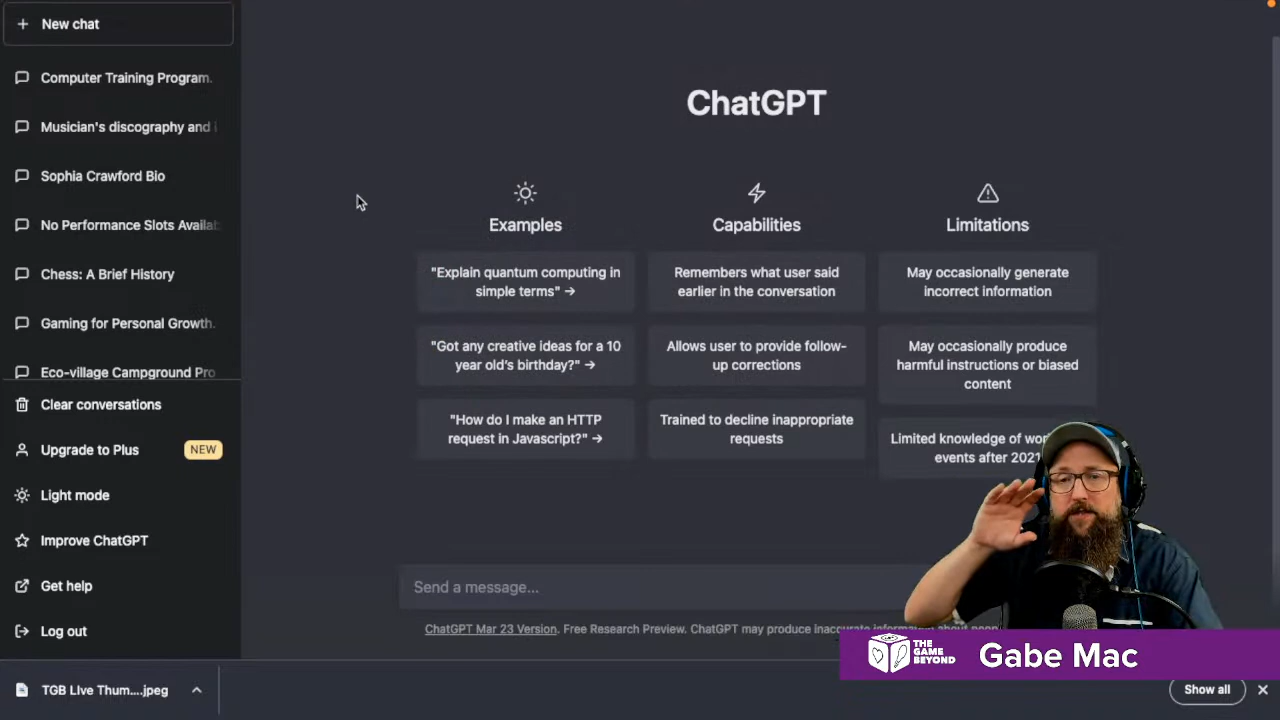 New chat
Computer Training Program.
Musician's discography and i
Sophia Crawford Bio
No Performance Slots Availab
Chess: A Brief History
Gaming for Personal Growth.
Eco-village Campground Pro
Clear conversations
Upgrade to Plus NEW
Light mode
Improve ChatGPT
Get help
Log out
ChatGPT
Examples
"Explain quantum computing in
simple terms" →
"Got any creative ideas for a 10
year old's birthday?" →
"How do I make an HTTP
request in Javascript?" →
Capabilities
Remembers what user said
earlier in the conversation
Allows user to provide follow-
up corrections
Trained to decline inappropriate
requests
Limitations
May occasionally generate
incorrect information
May occasionally produce
harmful instructions or biased
content
Limited knowledge of
events after 2021
Send a message...
ChatGPT Mar 23 Version. Free Research Preview. ChatGPT may produce inaccurate information about
THE
GAME
BEYOND
Gabe Mac
TGB LIve Thum....jpeg
Show all